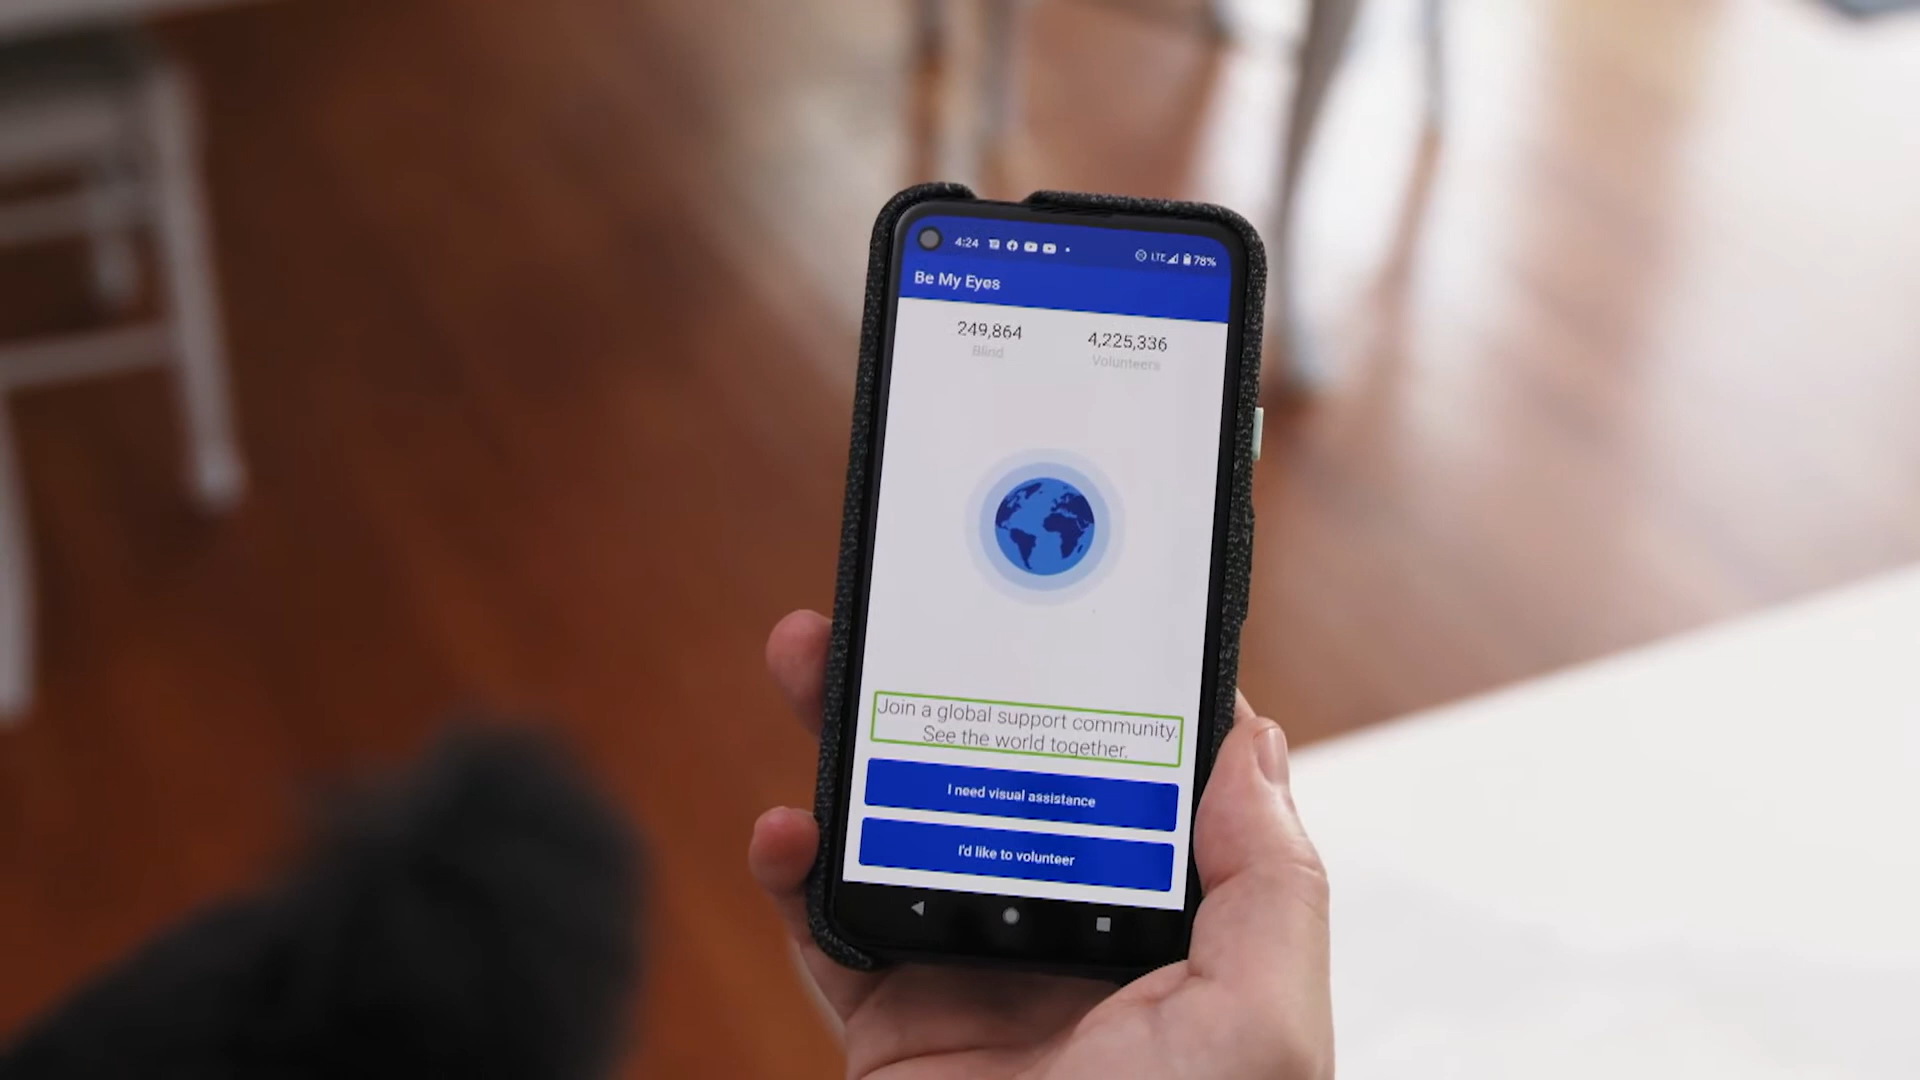 4:24 LTE 78%
Be My Eyes
249,864 4,225,336
Blind Volunteers
Join a global support community.
See the world together.
I need visual assistance
I'd like to volunteer